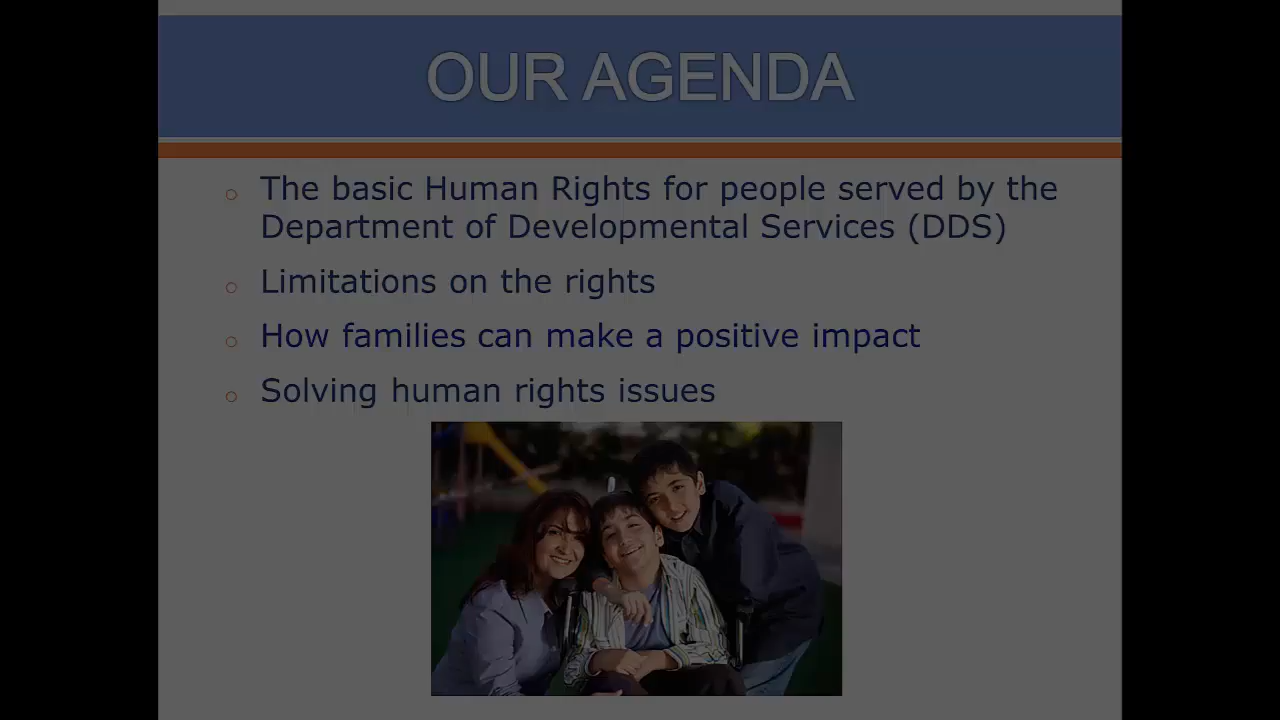 OUR AGENDA
The basic Human Rights for people served by the
Department of Developmental Services (DDS)
Limitations on the rights
How families can make a positive impact
Solving human rights issues